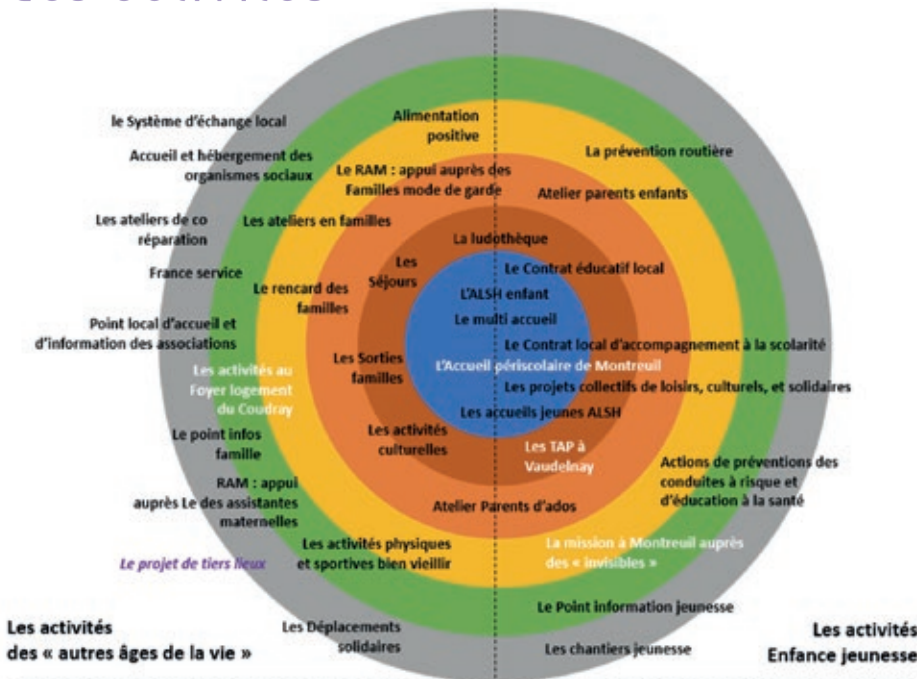 le Système d'échange local
Alimentation
positive
La prévention routière
Accueil et hébergement des
organismes sociaux
Le RAM : appui auprès des
Familles mode de garde
Atelier parents enfants
Les ateliers de co
réparation
Les ateliers en familles
La ludothèque
France service
Les
Séjours
Le Contrat éducatif local
Le rencard des
familles
L'ALSH enfant
Le multi accueil
Point local d'accueil et
d'information des associations
Le Contrat local d'accompagnement à la scolarité
Les Sorties
familles
L'Accueil périscolaire de Montreuil
Les activités au
Foyer logement
du Coudray
Les projets collectifs de loisirs, culturels, et solidaires
Les accueils jeunes ALSH
Le point infos
famille
Les activités
culturelles
Les TAP à
Vaudelnay
Actions de préventions des
conduites à risque et
d'éducation à la santé
RAM : appui
auprès Le des assistantes
maternelles
Atelier Parents d'ados
Les activités physiques
et sportives bien vieillir
La mission à Montreuil auprès
des « invisibles »
Le projet de tiers lieux
Le Point information jeunesse
Les Déplacements
solidaires
Les chantiers jeunesse
Les activités
des « autres âges de la vie »
Les activités
Enfance jeunesse